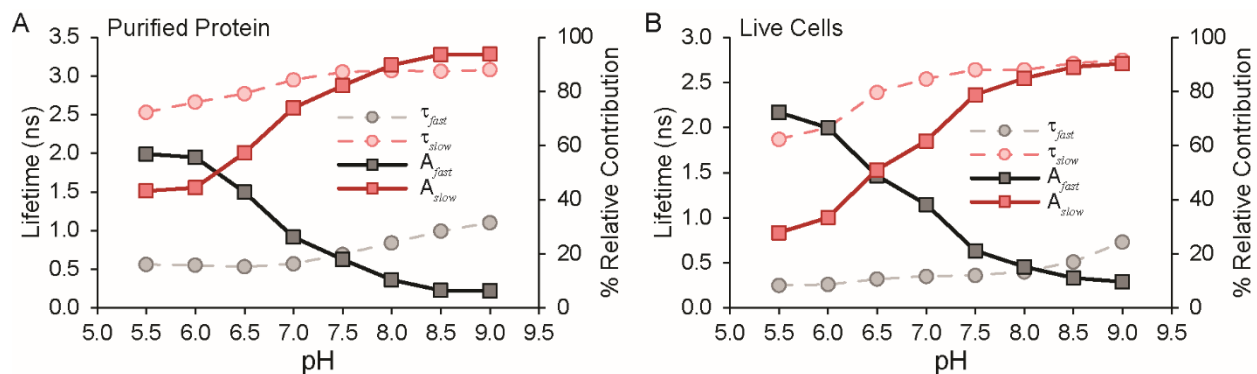 A Purified Protein
Lifetime (ns)
3.5
3.0
2.5
2.0
1.5
1.0
0.5
0.0
τfast
τslow
Afast
Aslow
100
80
60
40
20
0
% Relative Contribution
5.0 5.5 6.0 6.5 7.0 7.5 8.0 8.5 9.0 9.5
pH
B Live Cells
Lifetime (ns)
3.0
2.5
2.0
1.5
1.0
0.5
0.0
τfast
τslow
Afast
Aslow
100
80
60
40
20
0
% Relative Contribution
5.0 5.5 6.0 6.5 7.0 7.5 8.0 8.5 9.0 9.5
pH